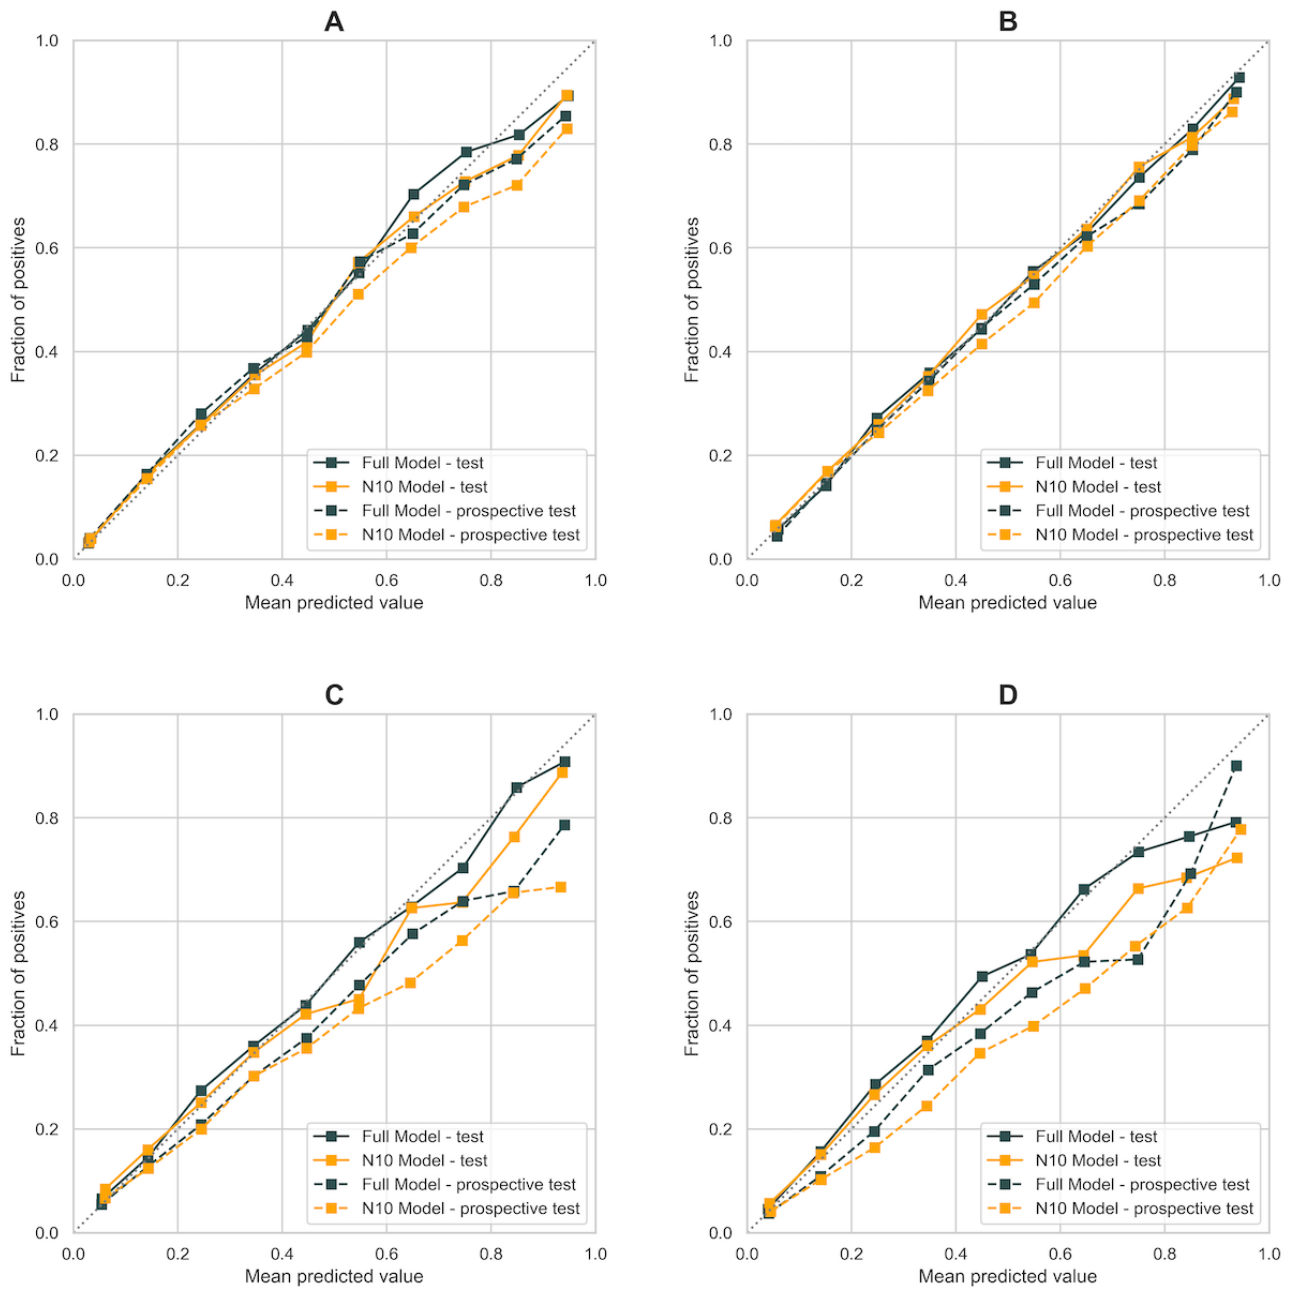 A
1.0
0.8
0.6
0.4
0.2
0.0
Fraction of positives
Full Model - test
N10 Model - test
Full Model - prospective test
N10 Model - prospective test
0.0 0.2 0.4 0.6 0.8 1.0
Mean predicted value
B
1.0
0.8
0.6
0.4
0.2
0.0
Fraction of positives
Full Model - test
N10 Model - test
Full Model - prospective test
N10 Model - prospective test
0.0 0.2 0.4 0.6 0.8 1.0
Mean predicted value
C
1.0
0.8
0.6
0.4
0.2
0.0
Fraction of positives
Full Model - test
N10 Model - test
Full Model - prospective test
N10 Model - prospective test
0.0 0.2 0.4 0.6 0.8 1.0
Mean predicted value
D
1.0
0.8
0.6
0.4
0.2
0.0
Fraction of positives
Full Model - test
N10 Model - test
Full Model - prospective test
N10 Model - prospective test
0.0 0.2 0.4 0.6 0.8 1.0
Mean predicted value